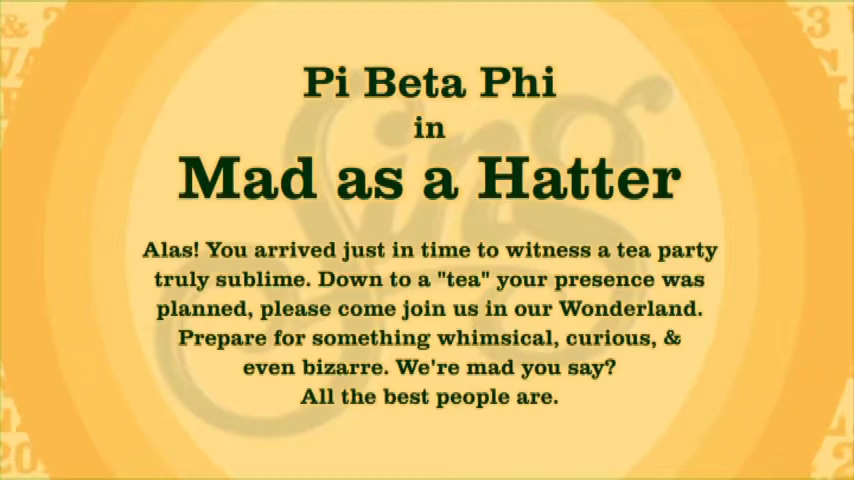 Pi Beta Phi
in
Mad as a Hatter
Alas! You arrived just in time to witness a tea party
truly sublime. Down to a "tea" your presence was
planned, please come join us in our Wonderland.
Prepare for something whimsical, curious, &
even bizarre. We're mad you say?
All the best people are.
Sing